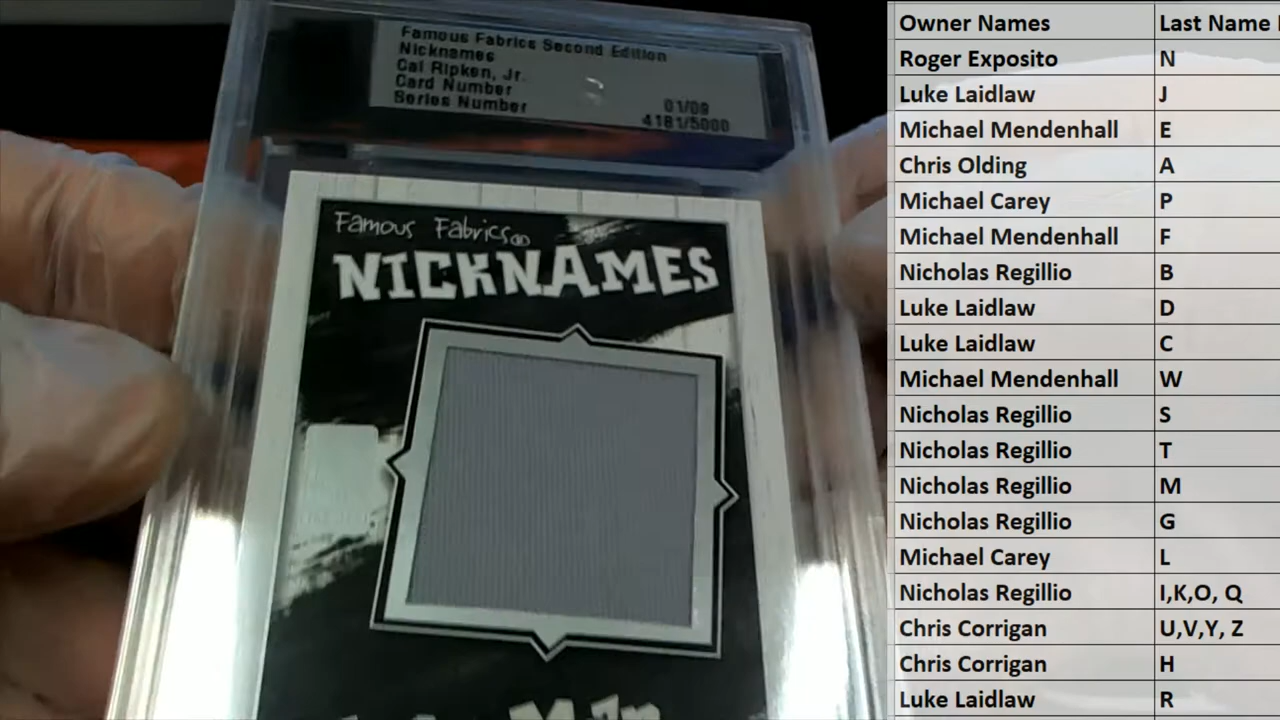 Famous Fabrics Second Edition
Nicknames
Cal Ripken, Jr.
Card Number 01/09
Series Number 4181/5000
Famous Fabrics
NICKNAMES
Owner Names Last Name
Roger Exposito N
Luke Laidlaw J
Michael Mendenhall E
Chris Olding A
Michael Carey P
Michael Mendenhall F
Nicholas Regillio B
Luke Laidlaw D
Luke Laidlaw C
Michael Mendenhall W
Nicholas Regillio S
Nicholas Regillio T
Nicholas Regillio M
Nicholas Regillio G
Michael Carey L
Nicholas Regillio I,K,O, Q
Chris Corrigan U,V,Y, Z
Chris Corrigan H
Luke Laidlaw R